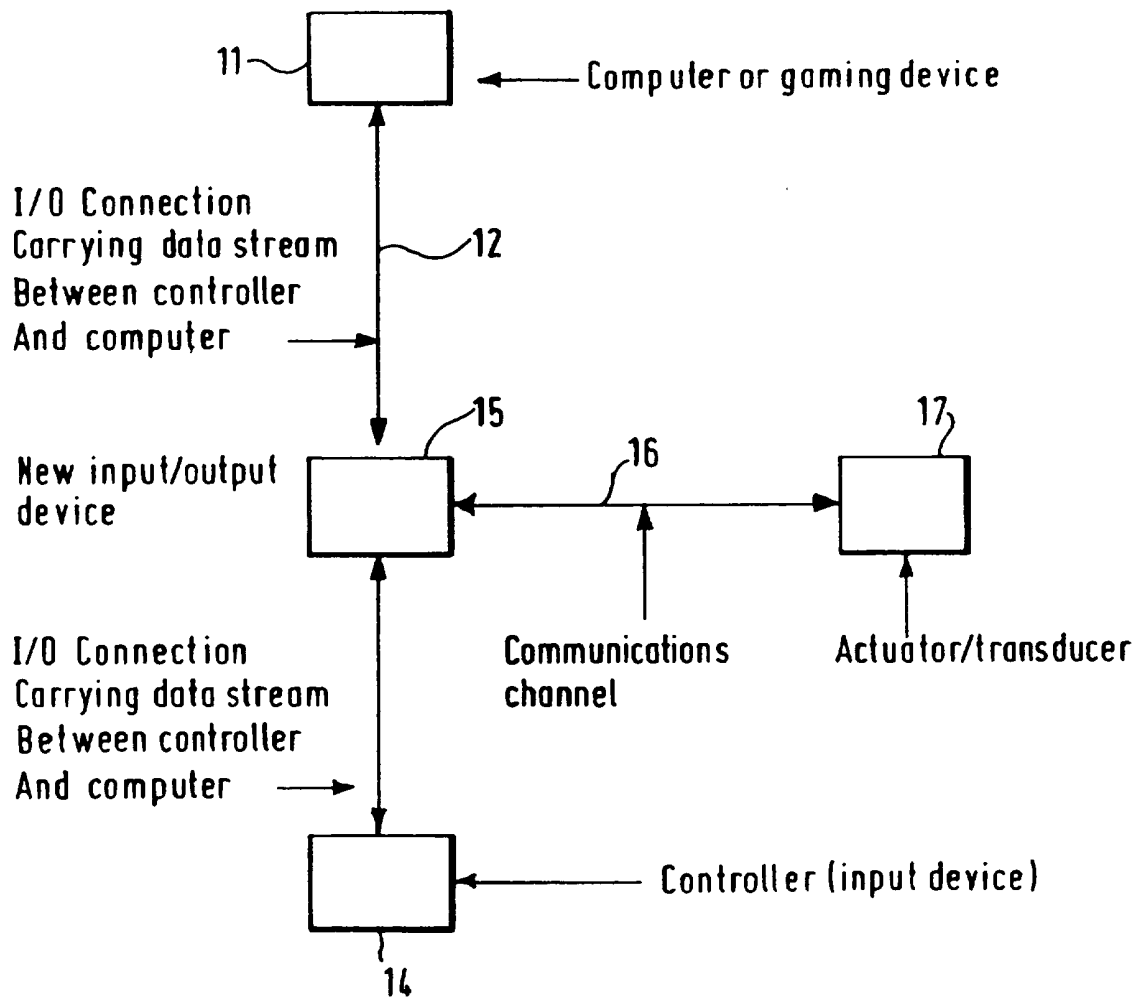 11
Computer or gaming device
I/O Connection
Carrying data stream
Between controller
And computer
12
New input/output
device
15
16
17
Communications
channel
Actuator/transducer
I/O Connection
Carrying data stream
Between controller
And computer
Controller (input device)
14